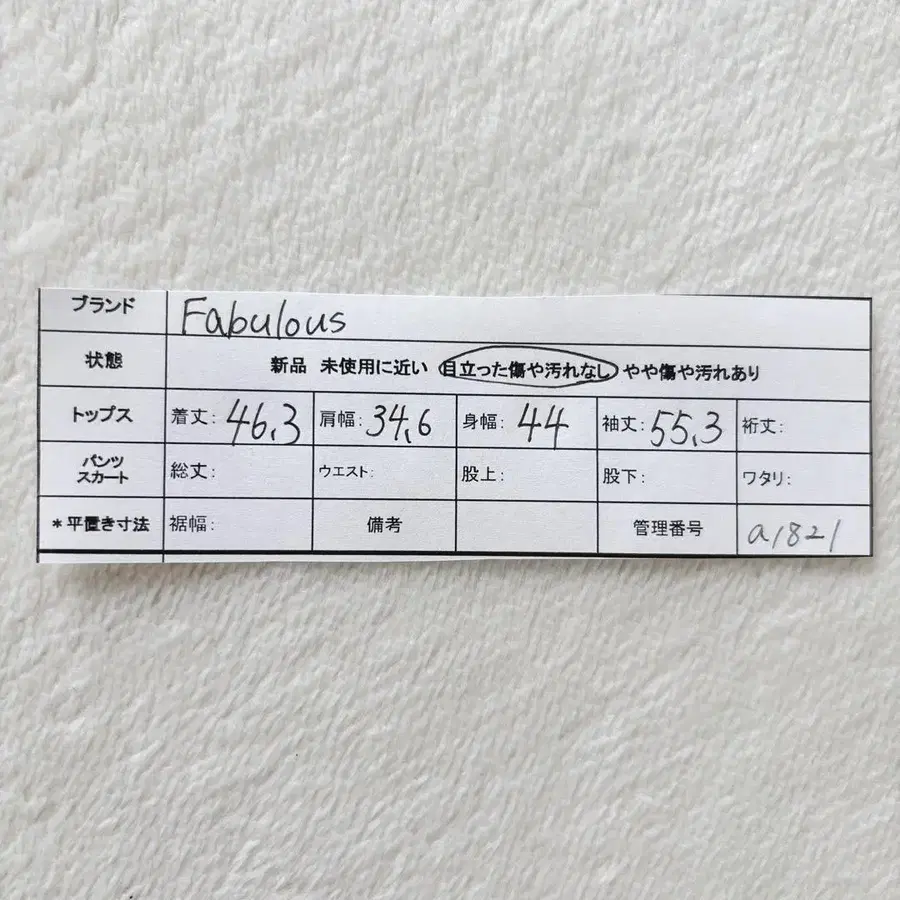 ブランド Fabulous
状態 新品 未使用に近い 目立った傷や汚れなし やや傷や汚れあり
トップス 着丈: 46.3 肩幅: 34.6 身幅: 44 袖丈: 55.3 裄丈:
パンツ
スカート 総丈: ウエスト: 股上: 股下: ワタリ:
*平置き寸法 裾幅: 備考 管理番号 a1821